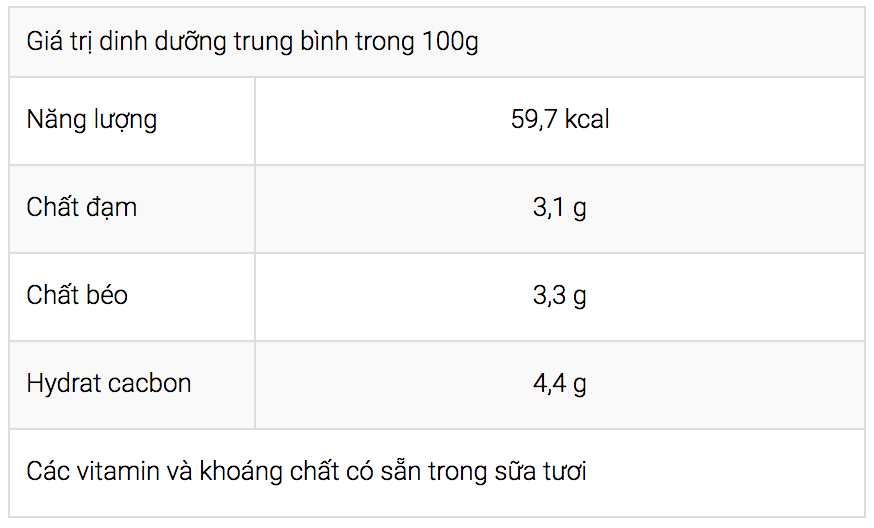 Giá trị dinh dưỡng trung bình trong 100g
Năng lượng 59,7 kcal
Chất đạm 3,1 g
Chất béo 3,3 g
Hydrat cacbon 4,4 g
Các vitamin và khoáng chất có sẵn trong sữa tươi